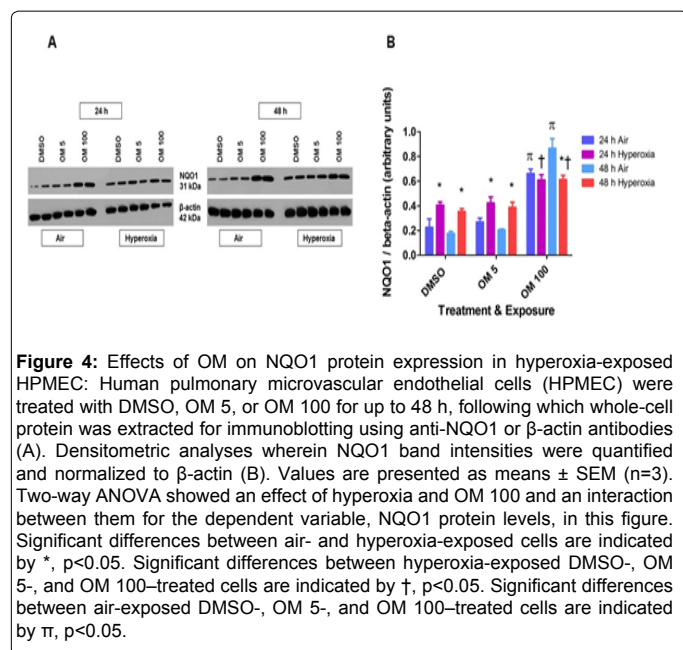 A
B
24 h
48 h
DMSO
OM 5
OM 100
DMSO
OM 5
OM 100
DMSO
OM 5
OM 100
DMSO
OM 5
OM 100
NQO1
31 kDa
β-actin
42 kDa
Air
Hyperoxia
Air
Hyperoxia
NQO1 / beta-actin (arbitrary units)
1.0
0.8
0.6
0.4
0.2
0.0
* * * * π † π *†
24 h Air
24 h Hyperoxia
48 h Air
48 h Hyperoxia
DMSO
OM 5
OM 100
Treatment & Exposure
Figure 4: Effects of OM on NQO1 protein expression in hyperoxia-exposed
HPMEC: Human pulmonary microvascular endothelial cells (HPMEC) were
treated with DMSO, OM 5, or OM 100 for up to 48 h, following which whole-cell
protein was extracted for immunoblotting using anti-NQO1 or β-actin antibodies
(A). Densitometric analyses wherein NQO1 band intensities were quantified
and normalized to β-actin (B). Values are presented as means ± SEM (n=3).
Two-way ANOVA showed an effect of hyperoxia and OM 100 and an interaction
between them for the dependent variable, NQO1 protein levels, in this figure.
Significant differences between air- and hyperoxia-exposed cells are indicated
by *, p<0.05. Significant differences between hyperoxia-exposed DMSO-, OM
5-, and OM 100–treated cells are indicated by †, p<0.05. Significant differences
between air-exposed DMSO-, OM 5-, and OM 100–treated cells are indicated
by π, p<0.05.